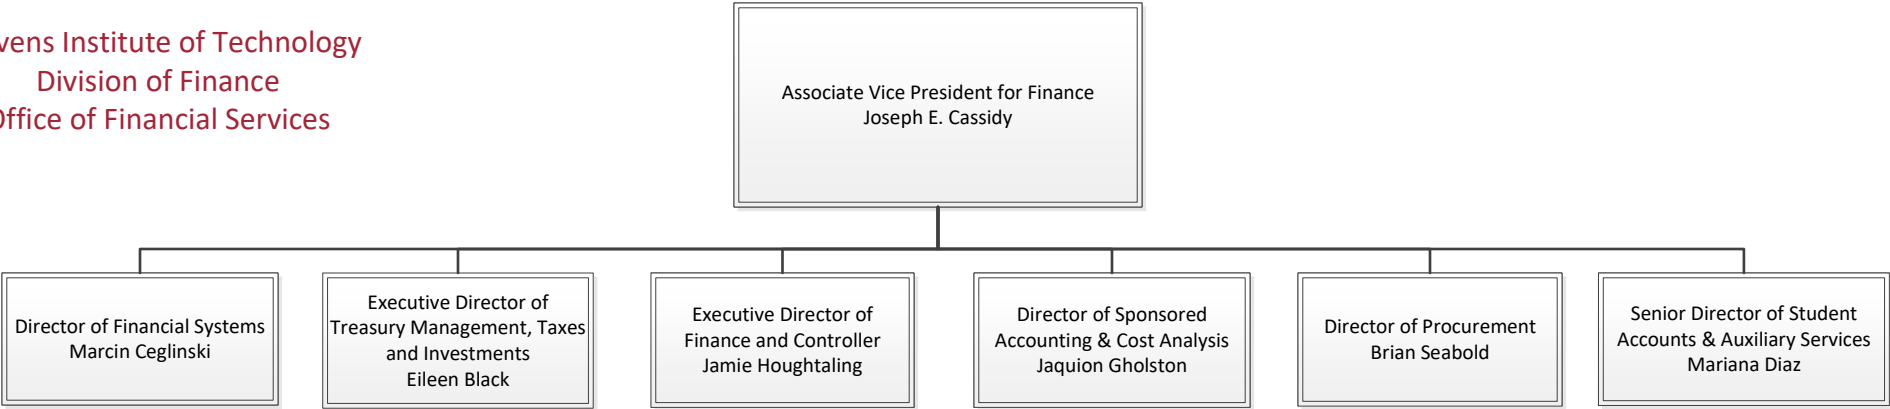 vens Institute of Technology
Division of Finance
Office of Financial Services
Associate Vice President for Finance
Joseph E. Cassidy
Director of Financial Systems
Marcin Ceglinski
Executive Director of
Treasury Management, Taxes
and Investments
Eileen Black
Executive Director of
Finance and Controller
Jamie Houghtaling
Director of Sponsored
Accounting & Cost Analysis
Jaquion Gholston
Director of Procurement
Brian Seabold
Senior Director of Student
Accounts & Auxiliary Services
Mariana Diaz